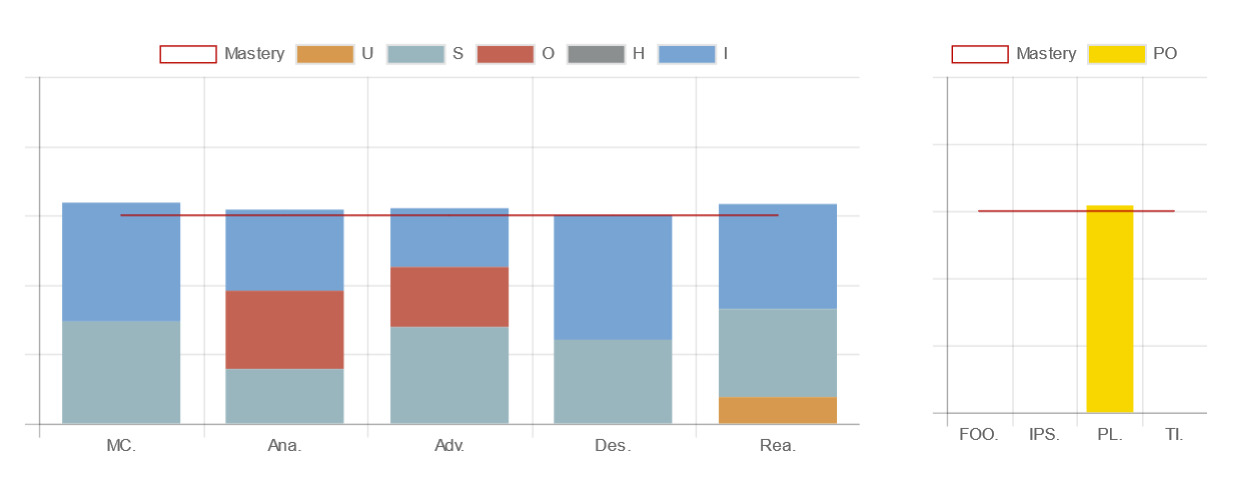 Mastery U S O H I
MC. Ana. Adv. Des. Rea.
Mastery PO
FOO. IPS. PL. TI.